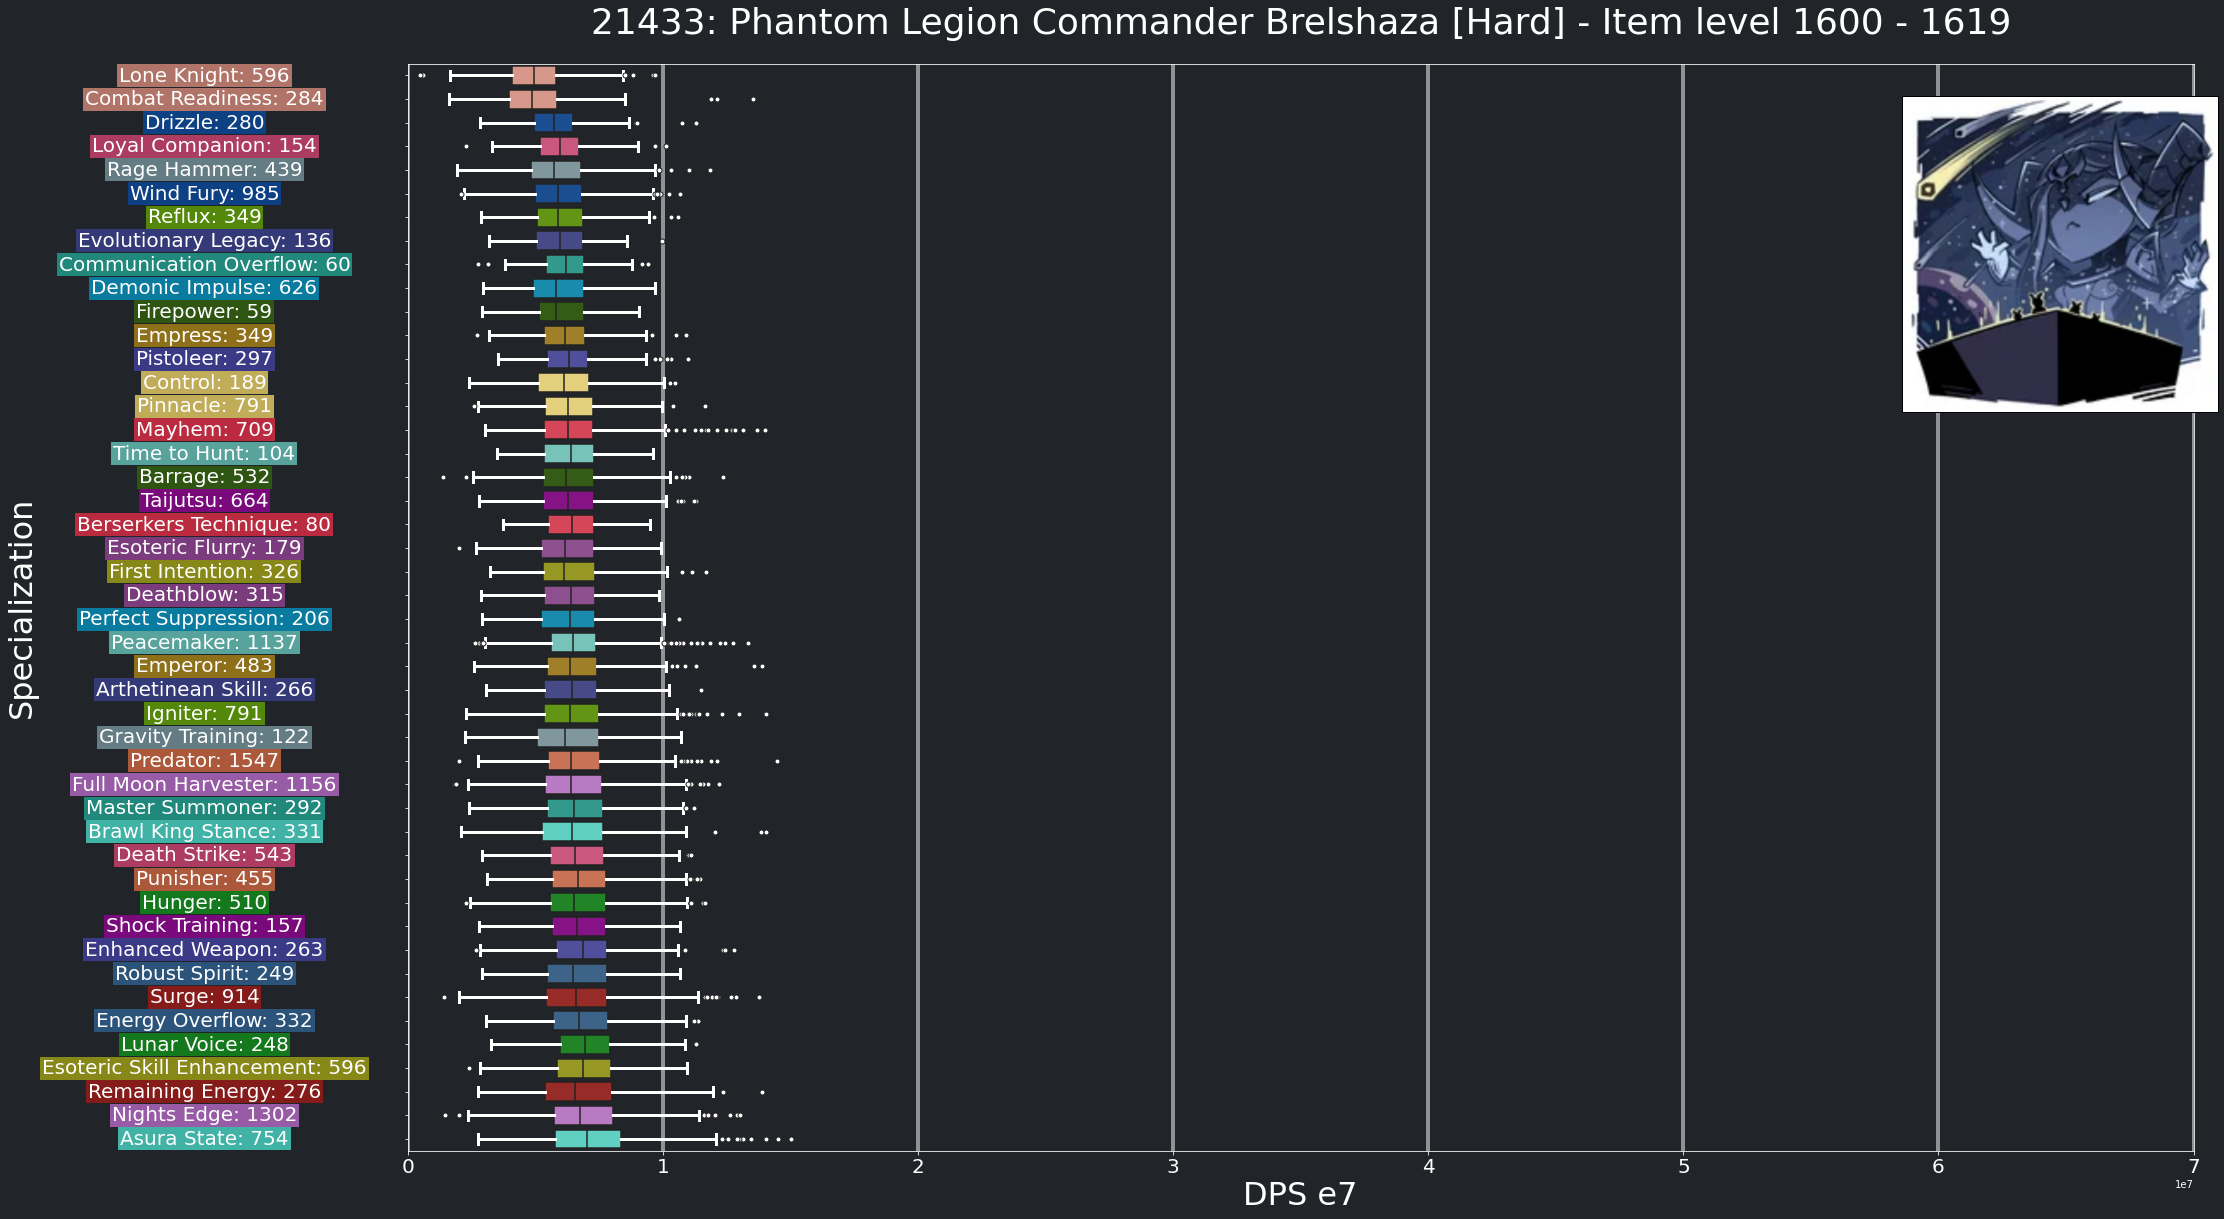 21433: Phantom Legion Commander Brelshaza [Hard] - Item level 1600 - 1619
Specialization
Lone Knight: 596
Combat Readiness: 284
Drizzle: 280
Loyal Companion: 154
Rage Hammer: 439
Wind Fury: 985
Reflux: 349
Evolutionary Legacy: 136
Communication Overflow: 60
Demonic Impulse: 626
Firepower: 59
Empress: 349
Pistoleer: 297
Control: 189
Pinnacle: 791
Mayhem: 709
Time to Hunt: 104
Barrage: 532
Taijutsu: 664
Berserkers Technique: 80
Esoteric Flurry: 179
First Intention: 326
Deathblow: 315
Perfect Suppression: 206
Peacemaker: 1137
Emperor: 483
Arthetinean Skill: 266
Igniter: 791
Gravity Training: 122
Predator: 1547
Full Moon Harvester: 1156
Master Summoner: 292
Brawl King Stance: 331
Death Strike: 543
Punisher: 455
Hunger: 510
Shock Training: 157
Enhanced Weapon: 263
Robust Spirit: 249
Surge: 914
Energy Overflow: 332
Lunar Voice: 248
Esoteric Skill Enhancement: 596
Remaining Energy: 276
Nights Edge: 1302
Asura State: 754
0 1 2 3 4 5 6 7
1e7
DPS e7